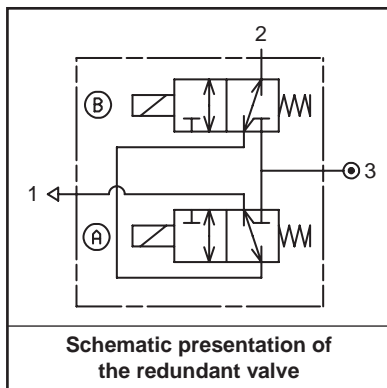 2
B
3
1
A
Schematic presentation of
the redundant valve